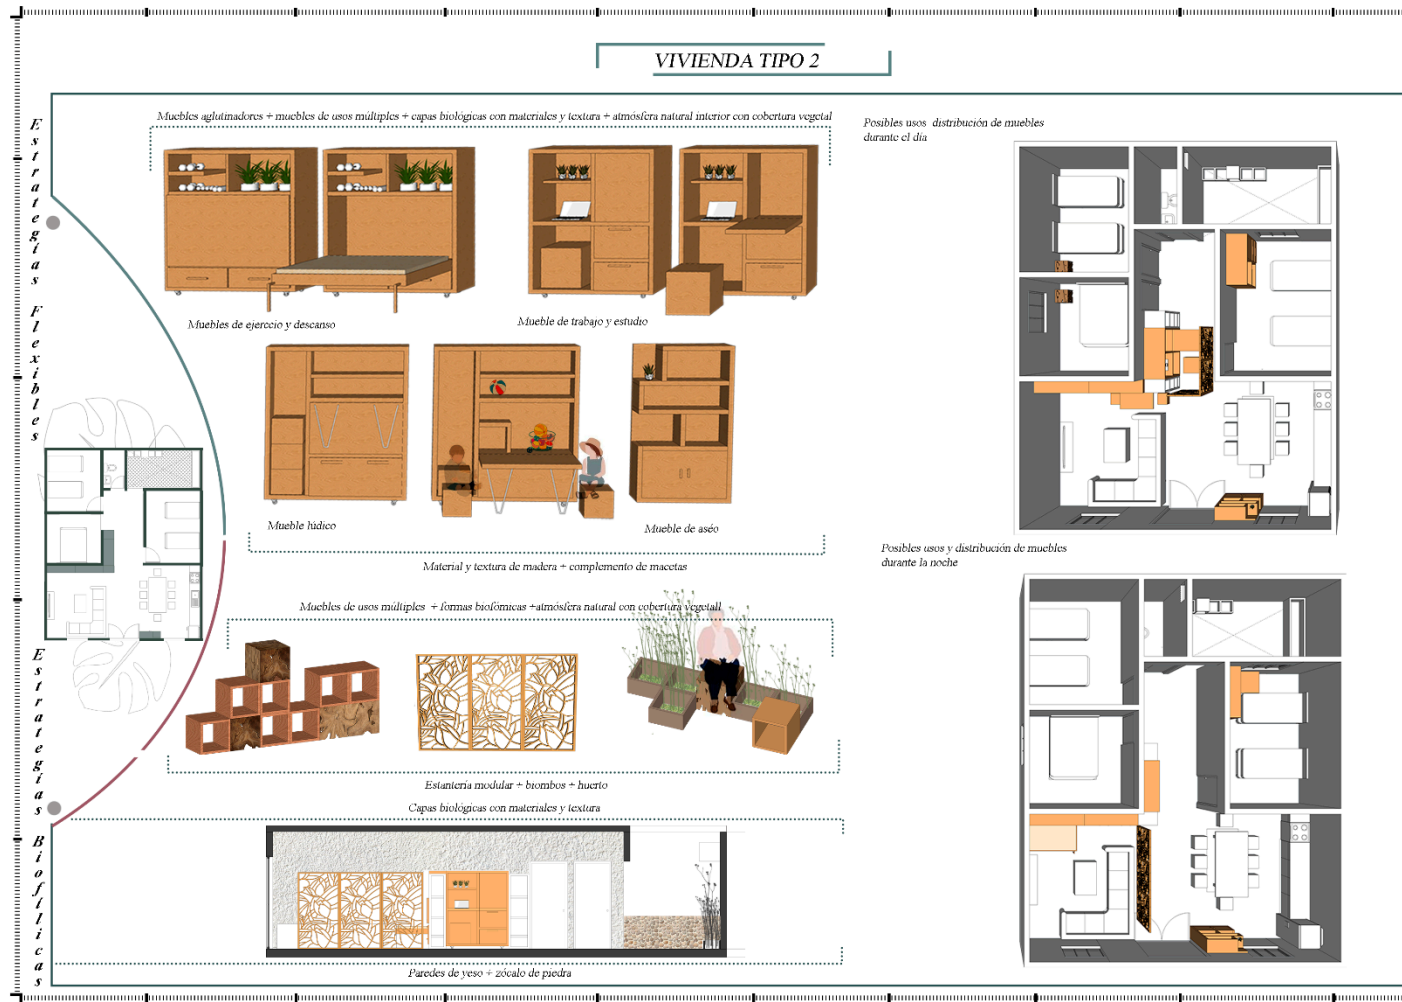 VIVIENDA TIPO 2
Estrategias Flexibles
Muebles aglutinadores + muebles de usos múltiples + capas biológicas con materiales y textura + atmósfera natural interior con cobertura vegetal
Muebles de ejerccio y descanso
Mueble de trabajo y estudio
Mueble lúdico
Mueble de aséo
Material y textura de madera + complemento de macetas
Estrategias Biofílicas
Muebles de usos múltiples + formas biofómicas +atmósfera natural con cobertura vegetall
Estantería modular + biombos + huerto
Capas biológicas con materiales y textura
Paredes de yeso + zócalo de piedra
Posibles usos distribución de muebles
durante el día
Posibles usos y distribución de muebles
durante la noche